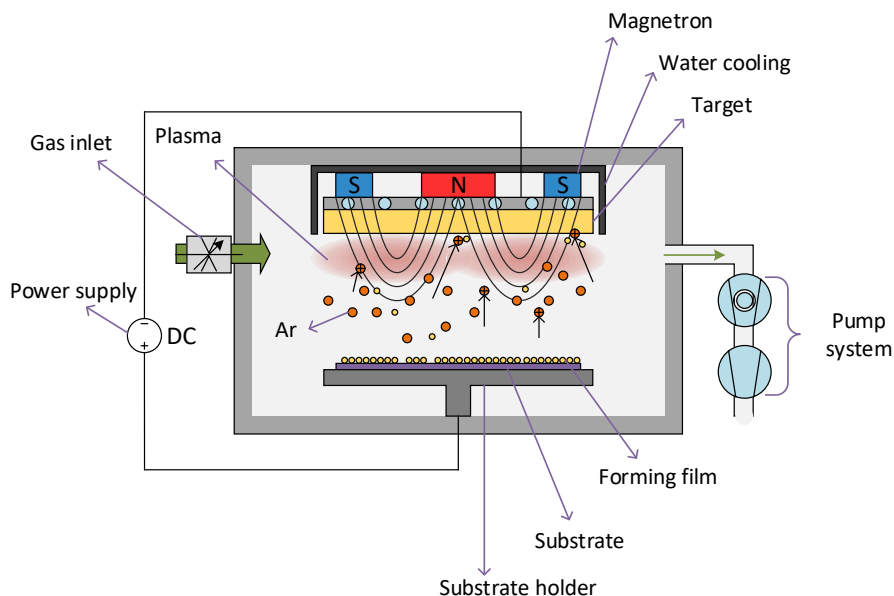 Magnetron
Water cooling
Target
Gas inlet
Plasma
S
N
S
Power supply
−
+
DC
Ar
Pump
system
Forming film
Substrate
Substrate holder